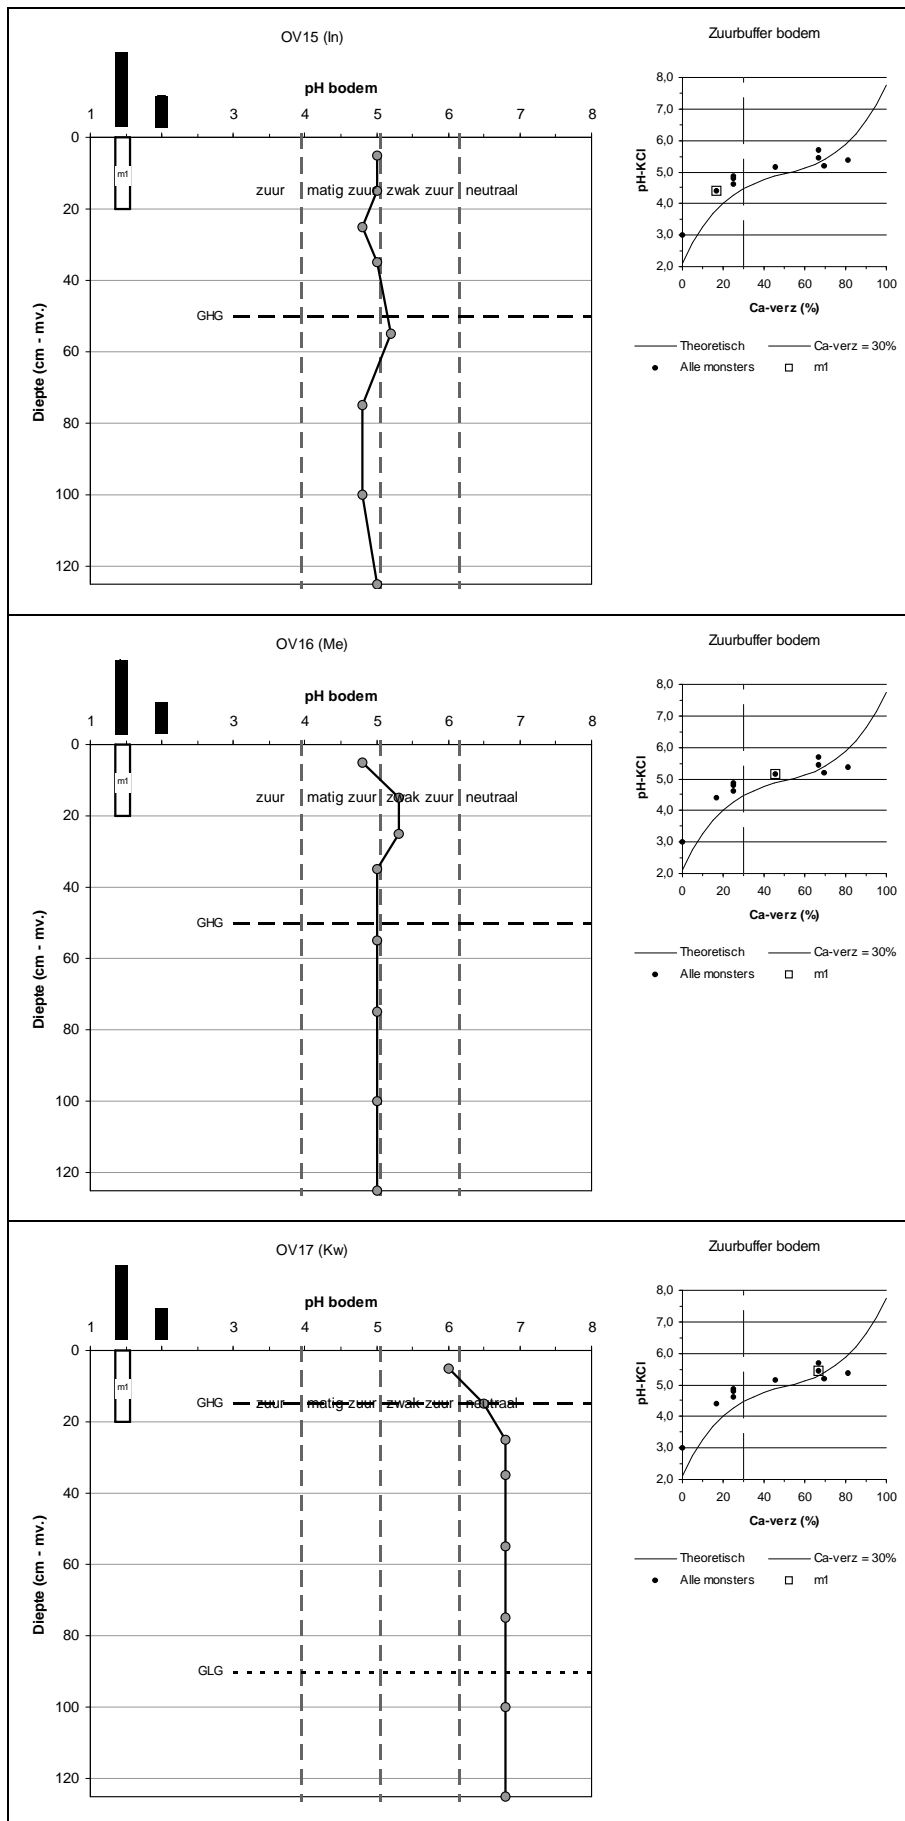 OV15 (In)
pH bodem
1 2 3 4 5 6 7 8
0
m1
zuur matig zuur zwak zuur neutraal
20
40
GHG
60
80
100
120
Diepte (cm - mv.)
Zuurbuffer bodem
8,0
7,0
6,0
5,0
4,0
3,0
2,0
pH-KCl
0 20 40 60 80 100
Ca-verz (%)
Theoretisch Ca-verz = 30%
Alle monsters m1
OV16 (Me)
pH bodem
1 2 3 4 5 6 7 8
0
m1
zuur matig zuur zwak zuur neutraal
20
40
GHG
60
80
100
120
Diepte (cm - mv.)
Zuurbuffer bodem
8,0
7,0
6,0
5,0
4,0
3,0
2,0
pH-KCl
0 20 40 60 80 100
Ca-verz (%)
Theoretisch Ca-verz = 30%
Alle monsters m1
OV17 (Kw)
pH bodem
1 2 3 4 5 6 7 8
0
m1
GHG zuur matig zuur zwak zuur neutraal
20
40
60
80
GLG
100
120
Diepte (cm - mv.)
Zuurbuffer bodem
8,0
7,0
6,0
5,0
4,0
3,0
2,0
pH-KCl
0 20 40 60 80 100
Ca-verz (%)
Theoretisch Ca-verz = 30%
Alle monsters m1